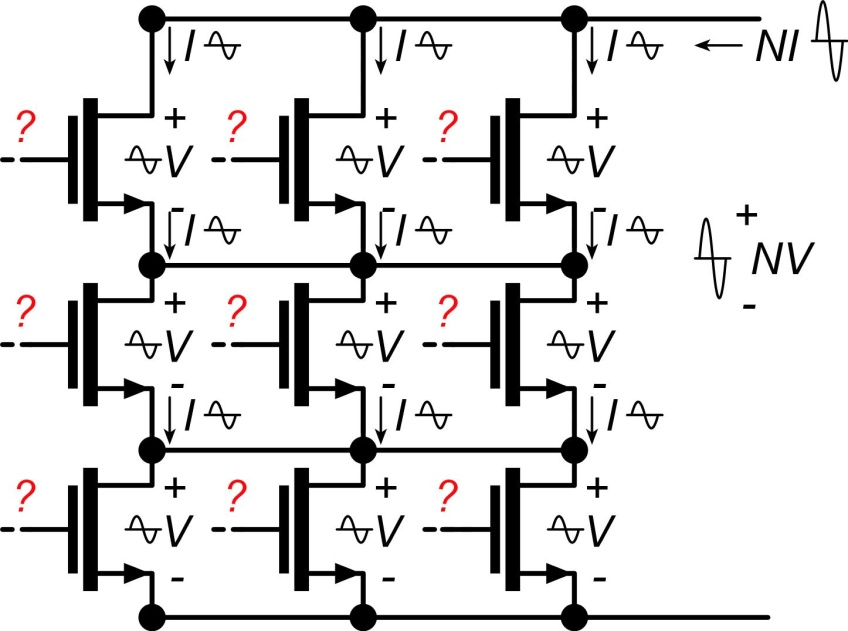 I I I NI
? + ? + ? +
V V V
- - -
I I I
+
NV
-
? + ? + ? +
V V V
- - -
I I I
? + ? + ? +
V V V
- - -